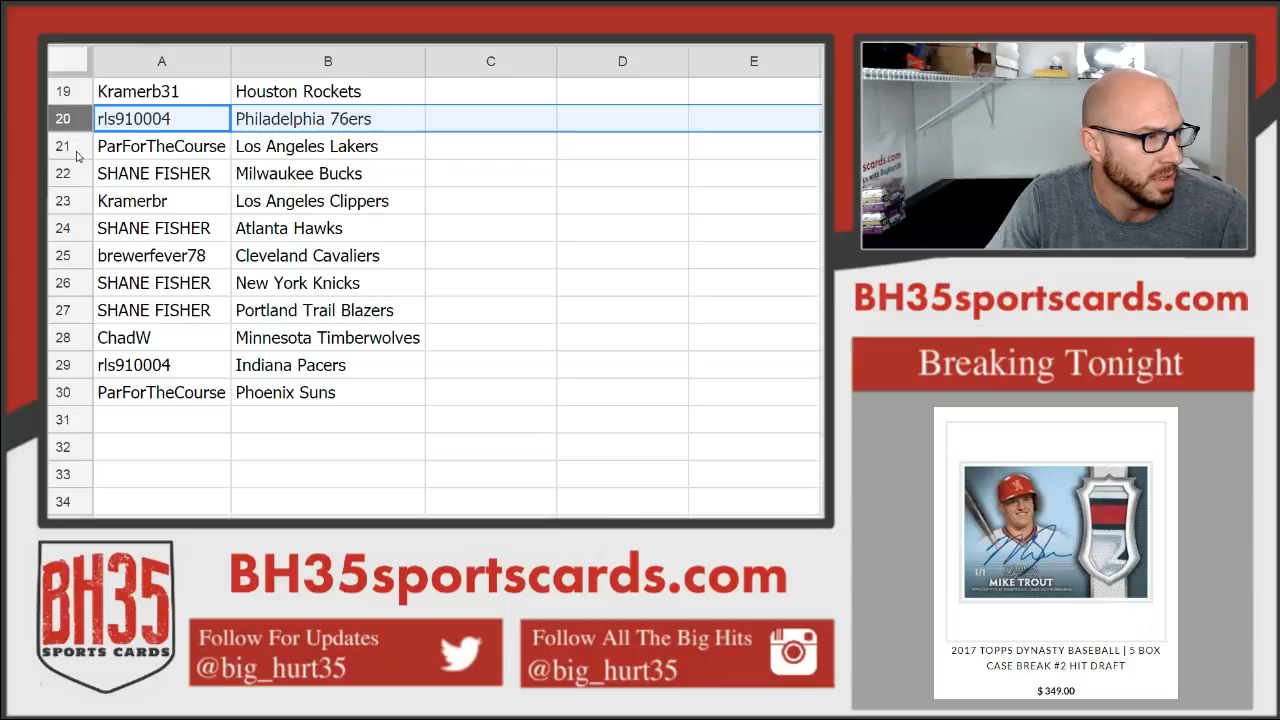 A B C D E
19 Kramerb31 Houston Rockets
20 rls910004 Philadelphia 76ers
21 ParForTheCourse Los Angeles Lakers
22 SHANE FISHER Milwaukee Bucks
23 Kramerbr Los Angeles Clippers
24 SHANE FISHER Atlanta Hawks
25 brewerfever78 Cleveland Cavaliers
26 SHANE FISHER New York Knicks
27 SHANE FISHER Portland Trail Blazers
28 ChadW Minnesota Timberwolves
29 rls910004 Indiana Pacers
30 ParForTheCourse Phoenix Suns
31
32
33
34
cards.com
BH35sportscards.com
Breaking Tonight
1/1
MIKE TROUT
2017 TOPPS DYNASTY BASEBALL | 5 BOX
CASE BREAK #2 HIT DRAFT
$ 349.00
BH35
SPORTS CARDS
BH35sportscards.com
Follow For Updates
@big_hurt35
Follow All The Big Hits
@big_hurt35